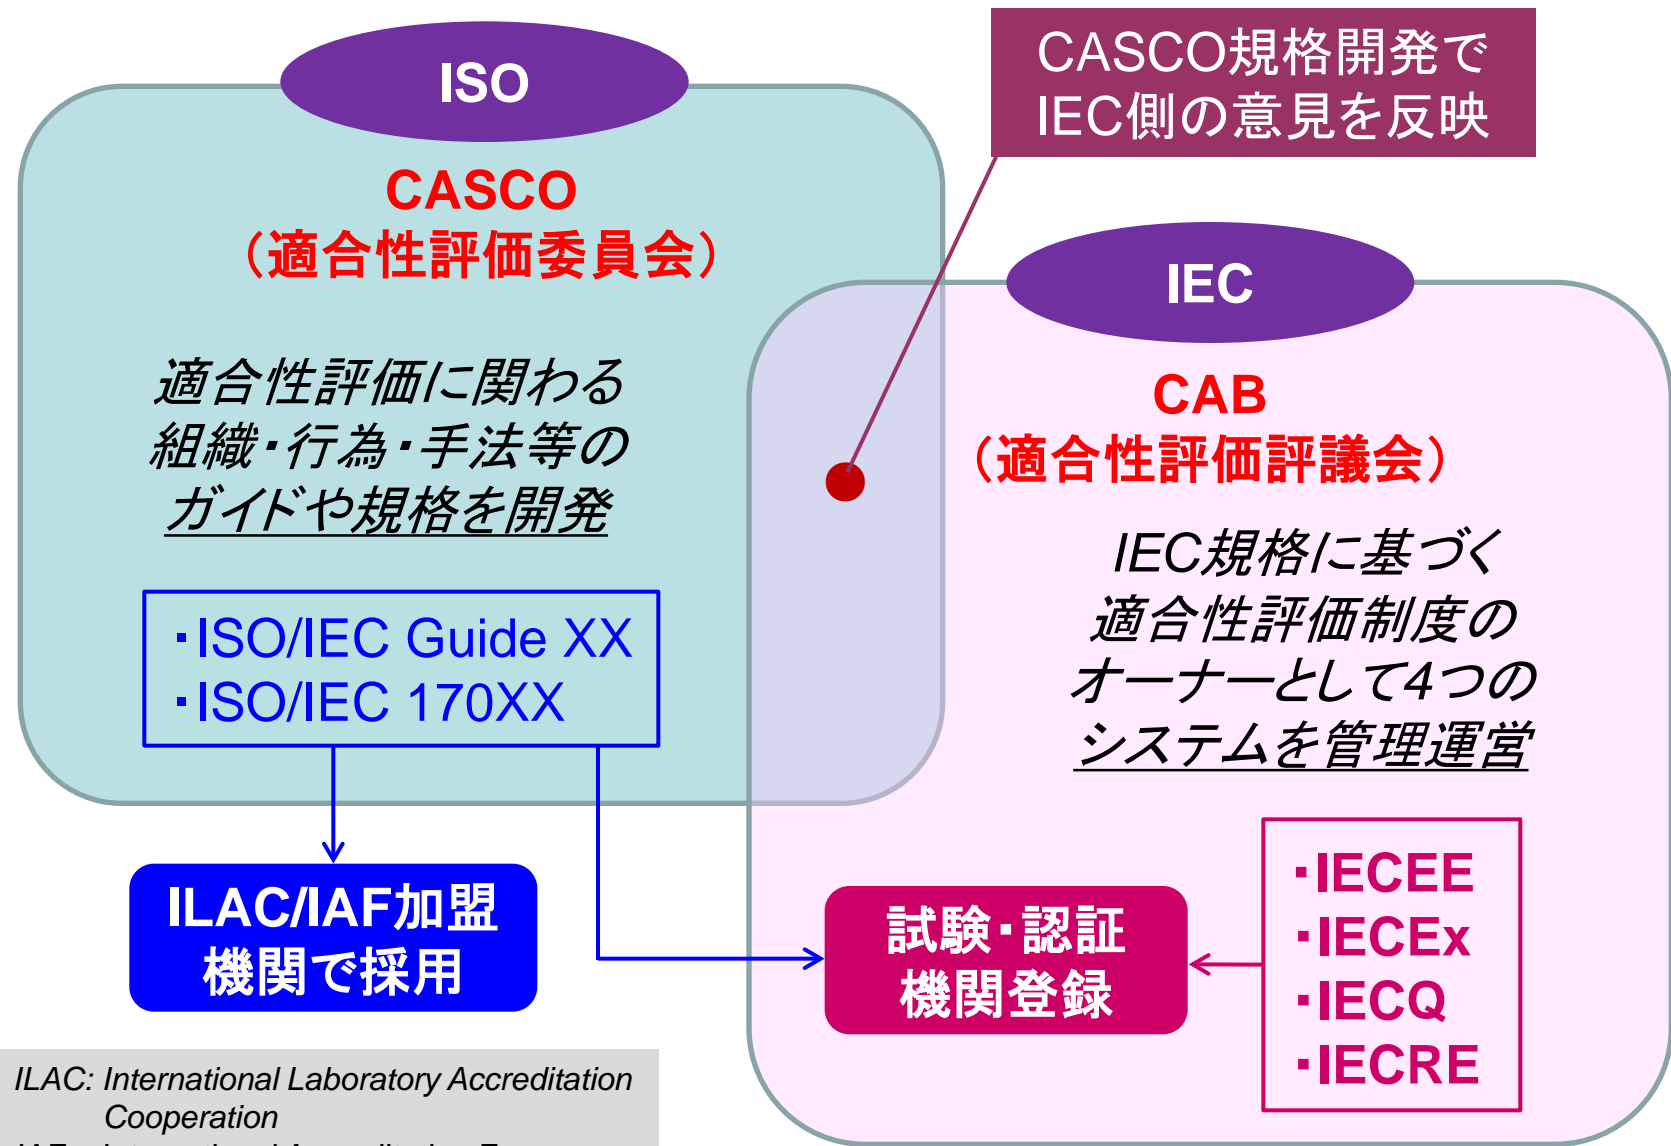 ISO
CASCO規格開発で
IEC側の意見を反映
CASCO
（適合性評価委員会）
適合性評価に関わる
組織・行為・手法等の
ガイドや規格を開発
・ISO/IEC Guide XX
・ISO/IEC 170XX
IEC
CAB
（適合性評価評議会）
IEC規格に基づく
適合性評価制度の
オーナーとして4つの
システムを管理運営
ILAC/IAF加盟
機関で採用
試験・認証
機関登録
・IECEE
・IECEx
・IECQ
・IECRE
ILAC: International Laboratory Accreditation
Cooperation